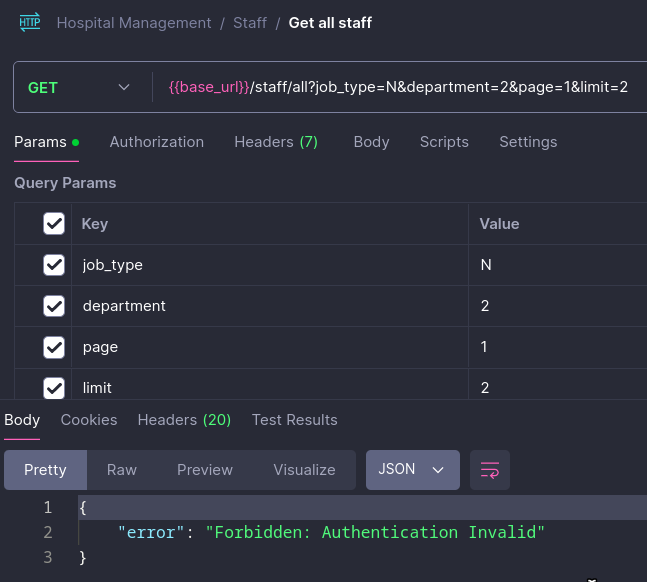 HTTP Hospital Management / Staff / Get all staff
GET {{base_url}}/staff/all?job_type=N&department=2&page=1&limit=2
Params Authorization Headers (7) Body Scripts Settings
Query Params
Key Value
job_type N
department 2
page 1
limit 2
Body Cookies Headers (20) Test Results
Pretty Raw Preview Visualize JSON
1 {
2 "error": "Forbidden: Authentication Invalid"
3 }